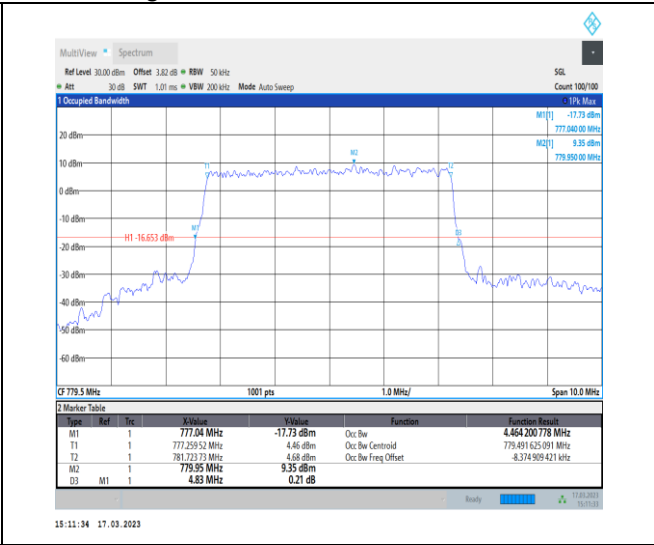 MultiView Spectrum
Ref Level 30.00 dBm Offset 3.82 dB RBW 50 kHz SGL
Att 30 dB SWT 1.01 ms VBW 200 kHz Mode Auto Sweep Count 100/100
1 Occupied Bandwidth 1Pk Max
M1[1] -17.73 dBm
777.040 00 MHz
M2[1] 9.35 dBm
779.950 00 MHz
20 dBm
M2
10 dBm
T1 T2
0 dBm
-10 dBm
M1
D3
H1 -16.653 dBm
-20 dBm
-30 dBm
-40 dBm
-50 dBm
-60 dBm
CF 779.5 MHz 1001 pts 1.0 MHz/ Span 10.0 MHz
2 Marker Table
Type Ref Trc X-Value Y-Value Function Function Result
M1 1 777.04 MHz -17.73 dBm Occ Bw 4.464 200 778 MHz
T1 1 777.259 52 MHz 4.46 dBm Occ Bw Centroid 779.491 625 091 MHz
T2 1 781.723 73 MHz 4.68 dBm Occ Bw Freq Offset -8.374 909 421 kHz
M2 1 779.95 MHz 9.35 dBm
D3 M1 1 4.83 MHz 0.21 dB
Ready 17.03.2023
15:11:33
15:11:34 17.03.2023